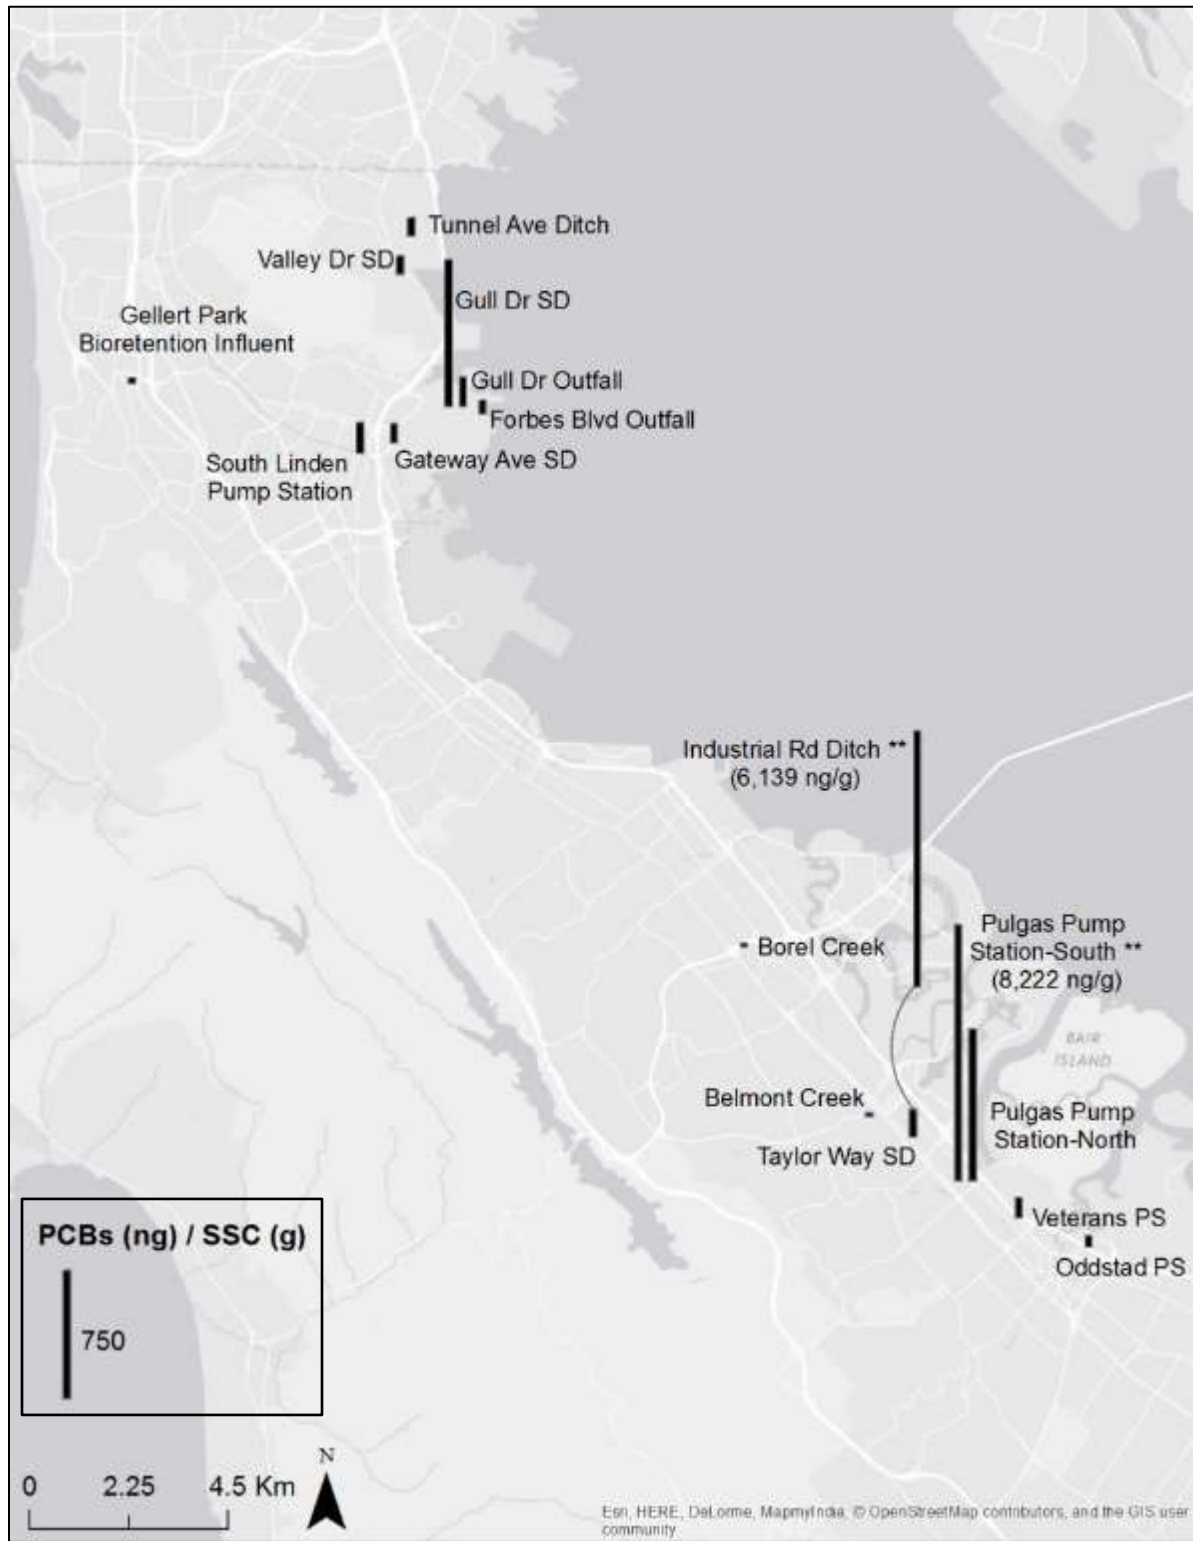 Tunnel Ave Ditch
Valley Dr SD
Gull Dr SD
Gellert Park
Bioretention Influent
Gull Dr Outfall
Forbes Blvd Outfall
South Linden
Pump Station
Gateway Ave SD
Industrial Rd Ditch **
(6,139 ng/g)
Pulgas Pump
Station-South **
(8,222 ng/g)
Borel Creek
BAIR
ISLAND
Belmont Creek
Pulgas Pump
Station-North
Taylor Way SD
Veterans PS
Oddstad PS
PCBs (ng) / SSC (g)
750
N
0 2.25 4.5 Km
Esri, HERE, DeLorme, MapmyIndia, © OpenStreetMap contributors, and the GIS user
community